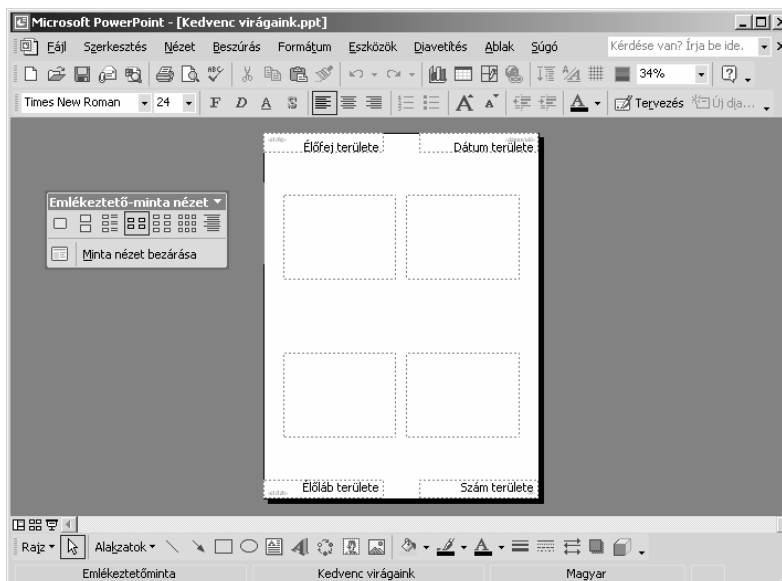 Microsoft PowerPoint - [Kedvenc virágaink.ppt]
Fájl Szerkesztés Nézet Beszúrás Formátum Eszközök Diavetítés Ablak Súgó Kérdése van? Írja be ide.
34%
Times New Roman 24 F D A S Tervezés Új dia...
Élőfej területe Dátum területe
Emlékeztető-minta nézet
Minta nézet bezárása
Élőláb területe Szám területe
Rajz Alakzatok
Emlékeztetőminta Kedvenc virágaink Magyar